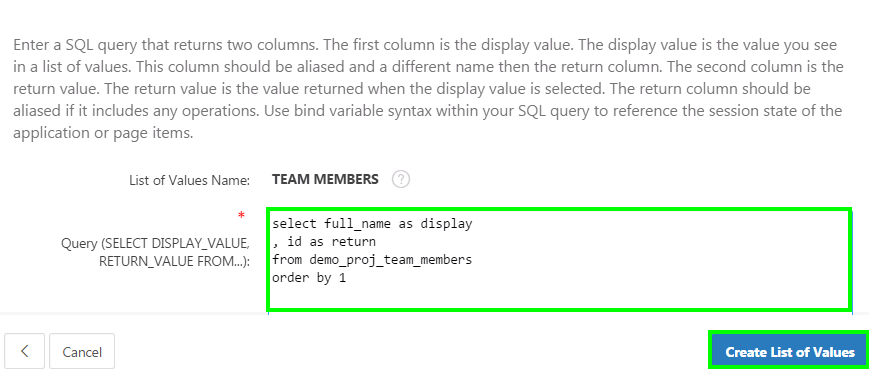 Enter a SQL query that returns two columns. The first column is the display value. The display value is the value you see
in a list of values. This column should be aliased and a different name then the return column. The second column is the
return value. The return value is the value returned when the display value is selected. The return column should be
aliased if it includes any operations. Use bind variable syntax within your SQL query to reference the session state of the
application or page items.
List of Values Name: TEAM MEMBERS ?
*
Query (SELECT DISPLAY_VALUE,
RETURN_VALUE FROM...):
select full_name as display
, id as return
from demo_proj_team_members
order by 1
< Cancel Create List of Values